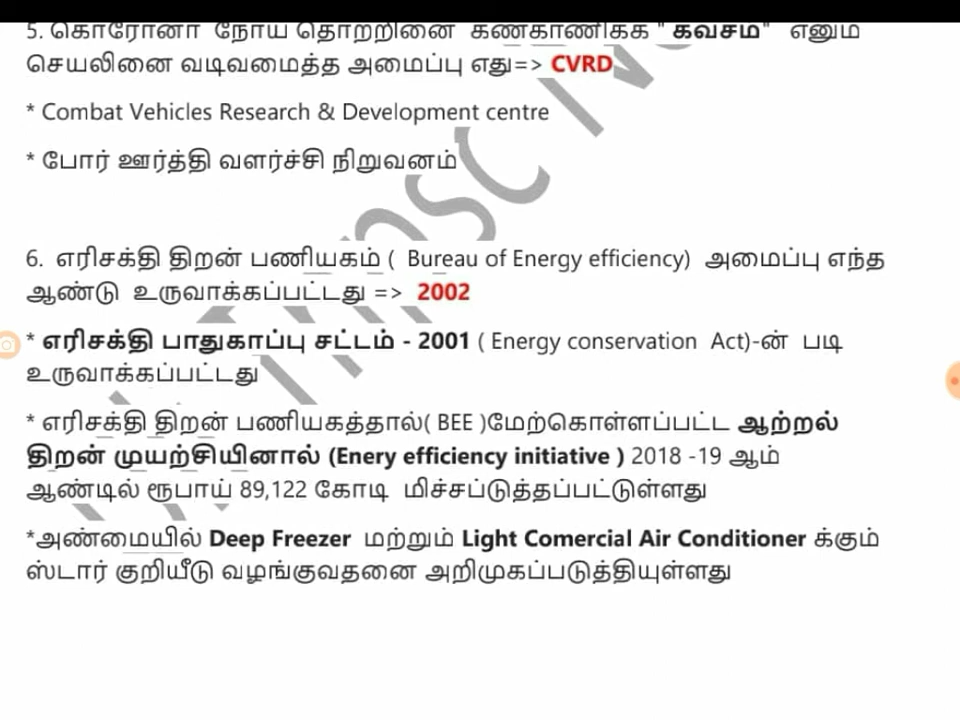 5. கொரோனா நோய் தொற்றினை கண்காணிக்க " கவசம்" எனும்
செயலினை வடிவமைத்த அமைப்பு எது=> CVRD
* Combat Vehicles Research & Development centre
* போர் ஊர்த்தி வளர்ச்சி நிறுவனம்
6. எரிசக்தி திறன் பணியகம் ( Bureau of Energy efficiency) அமைப்பு எந்த
ஆண்டு உருவாக்கப்பட்டது => 2002
* எரிசக்தி பாதுகாப்பு சட்டம் - 2001 ( Energy conservation Act)-ன் படி
உருவாக்கப்பட்டது
* எரிசக்தி திறன் பணியகத்தால்( BEE )மேற்கொள்ளப்பட்ட ஆற்றல்
திறன் முயற்சியினால் (Enery efficiency initiative ) 2018 -19 ஆம்
ஆண்டில் ரூபாய் 89,122 கோடி மிச்சப்டுத்தப்பட்டுள்ளது
*அண்மையில் Deep Freezer மற்றும் Light Comercial Air Conditioner க்கும்
ஸ்டார் குறியீடு வழங்குவதனை அறிமுகப்படுத்தியுள்ளது